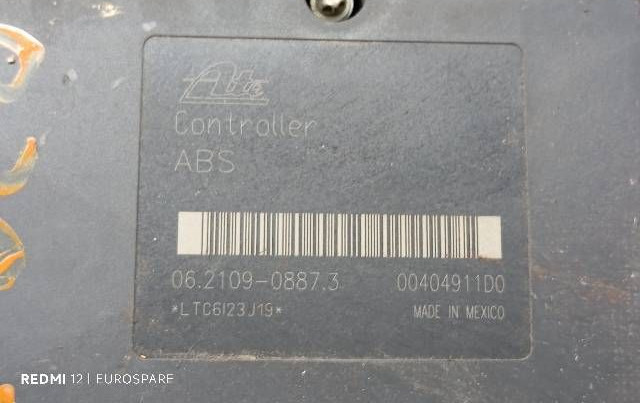 Ate
Controller
ABS
06.2109-0887.3 00404911D0
*LTC6I23J19* MADE IN MEXICO
REDMI 12 | EUROSPARE